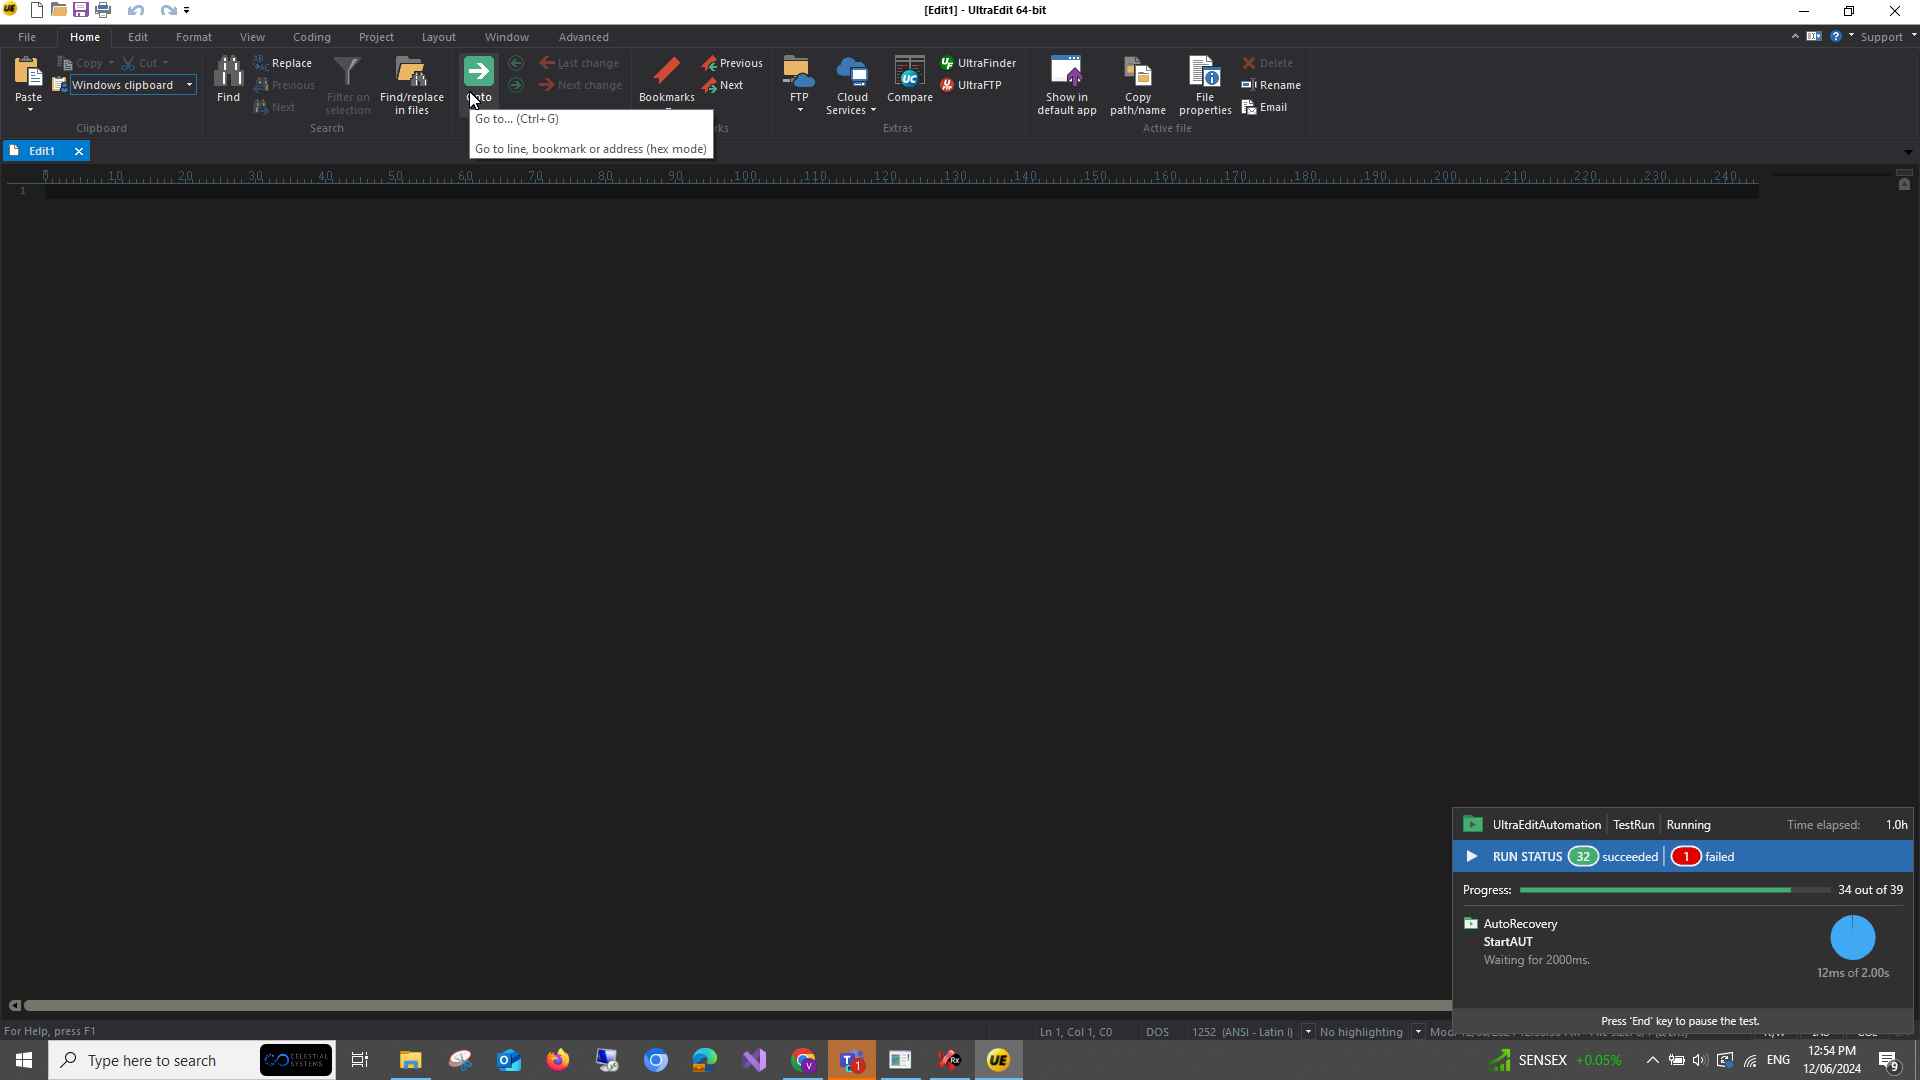 [Edit1] - UltraEdit 64-bit
File Home Edit Format View Coding Project Layout Window Advanced Support
Paste
Copy Cut
Windows clipboard
Clipboard
Find
Replace
Previous
Next
Filter on
selection
Find/replace
in files
Search
Last change
Next change
Bookmarks
Previous
Next
FTP
Cloud
Services
UC
Compare
UltraFinder
UltraFTP
Extras
Show in
default app
Copy
path/name
File
properties
Delete
Rename
Email
Active file
Go to... (Ctrl+G)
Go to line, bookmark or address (hex mode)
Edit1
0 10 20 30 40 50 60 70 80 90 100 110 120 130 140 150 160 170 180 190 200 210 220 230 240
1
UltraEditAutomation TestRun Running Time elapsed: 1.0h
RUN STATUS 32 succeeded 1 failed
Progress: 34 out of 39
AutoRecovery
StartAUT
Waiting for 2000ms.
12ms of 2.00s
Press 'End' key to pause the test.
For Help, press F1
Ln 1, Col 1, C0 DOS 1252 (ANSI - Latin I) No highlighting
Type here to search
CELESTIAL
SYSTEMS
UE
SENSEX +0.05%
ENG
12:54 PM
12/06/2024
9